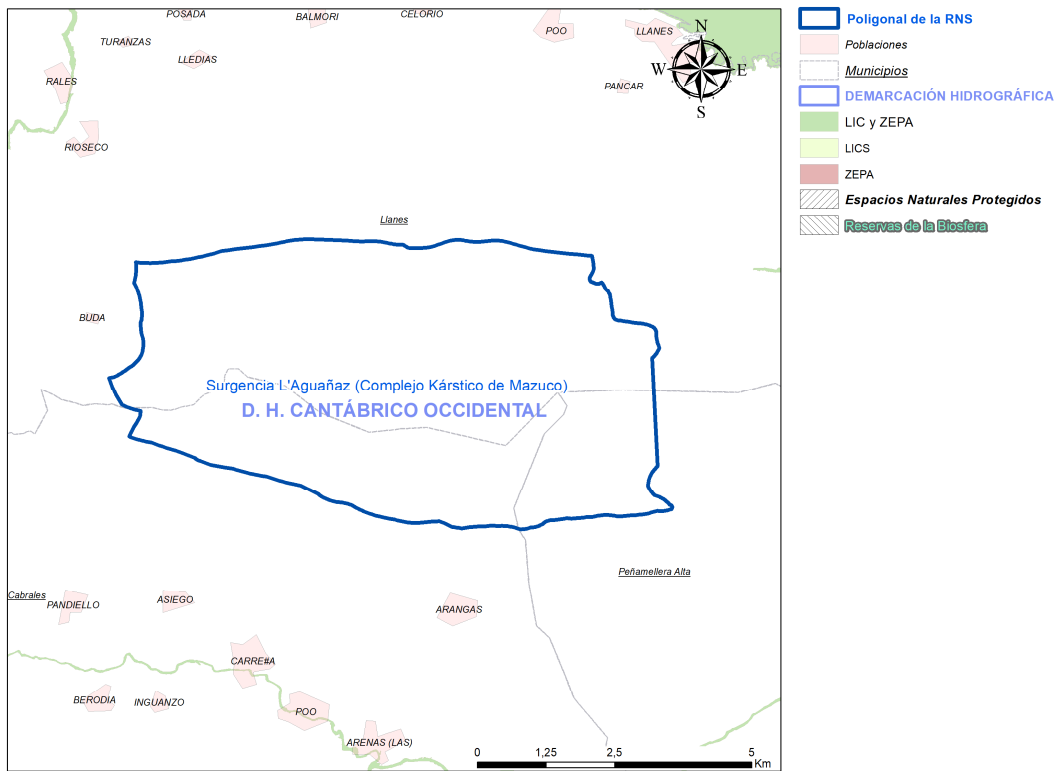 POSADA
BALMORI
CELORIO
TURANZAS
POO
LLANES
LLEDIAS
RALES
PANCAR
RIOSECO
N
W
E
S
Llanes
BUDA
Surgencia L'Aguañaz (Complejo Kárstico de Mazuco)
D. H. CANTÁBRICO OCCIDENTAL
Peñamellera Alta
Cabrales
PANDIELLO
ASIEGO
ARANGAS
CARRE#A
BERODIA
INGUANZO
POO
ARENAS (LAS)
0 1,25 2,5 5
Km
Poligonal de la RNS
Poblaciones
Municipios
DEMARCACIÓN HIDROGRÁFICA
LIC y ZEPA
LICS
ZEPA
Espacios Naturales Protegidos
Reservas de la Biosfera